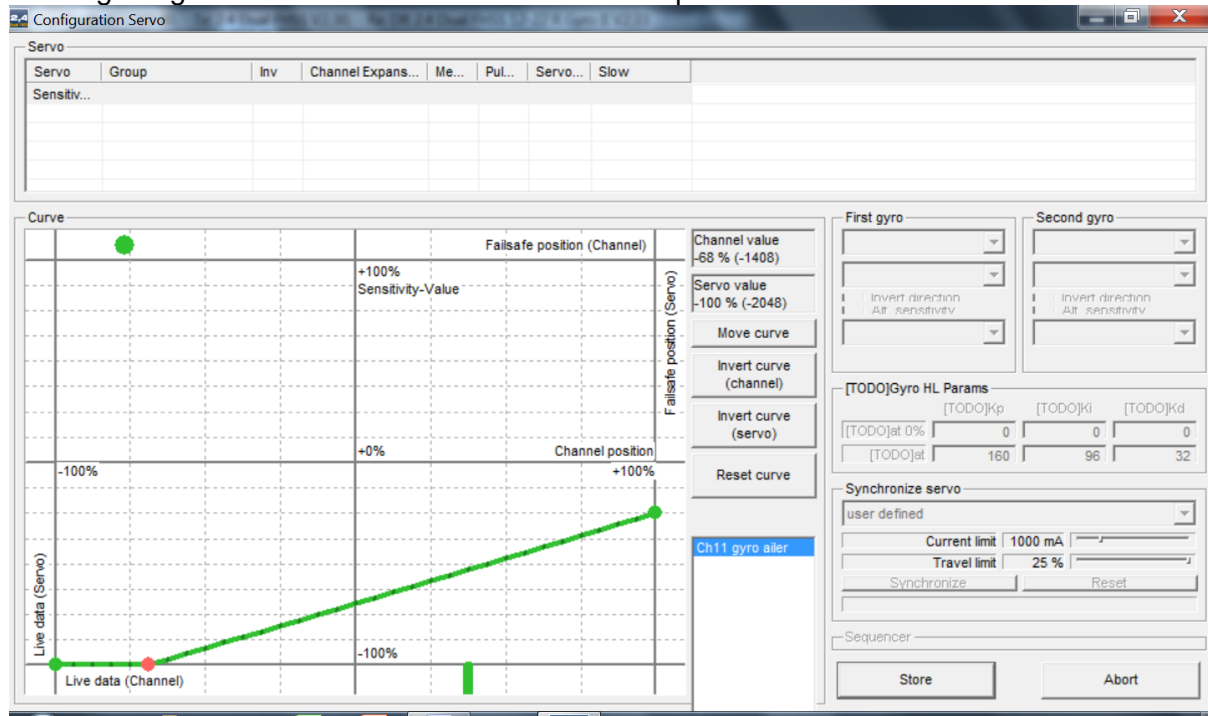 2,4
Configuration Servo
Servo
Servo Group Inv Channel Expans... Me... Pul... Servo... Slow
Sensitiv...
Curve
Failsafe position (Channel)
+100%
Sensitivity-Value
Failsafe position (Servo)
+0%
Channel position
-100%
+100%
Live data (Servo)
-100%
Live data (Channel)
Channel value
-68 % (-1408)
Servo value
-100 % (-2048)
Move curve
Invert curve
(channel)
Invert curve
(servo)
Reset curve
Ch11 gyro ailer
First gyro
Invert direction
Alt. sensitivity
Second gyro
Invert direction
Alt. sensitivity
[TODO]Gyro HL Params
[TODO]Kp [TODO]Ki [TODO]Kd
[TODO]at 0% 0 0 0
[TODO]at 160 96 32
Synchronize servo
user defined
Current limit 1000 mA
Travel limit 25 %
Synchronize Reset
Sequencer
Store Abort